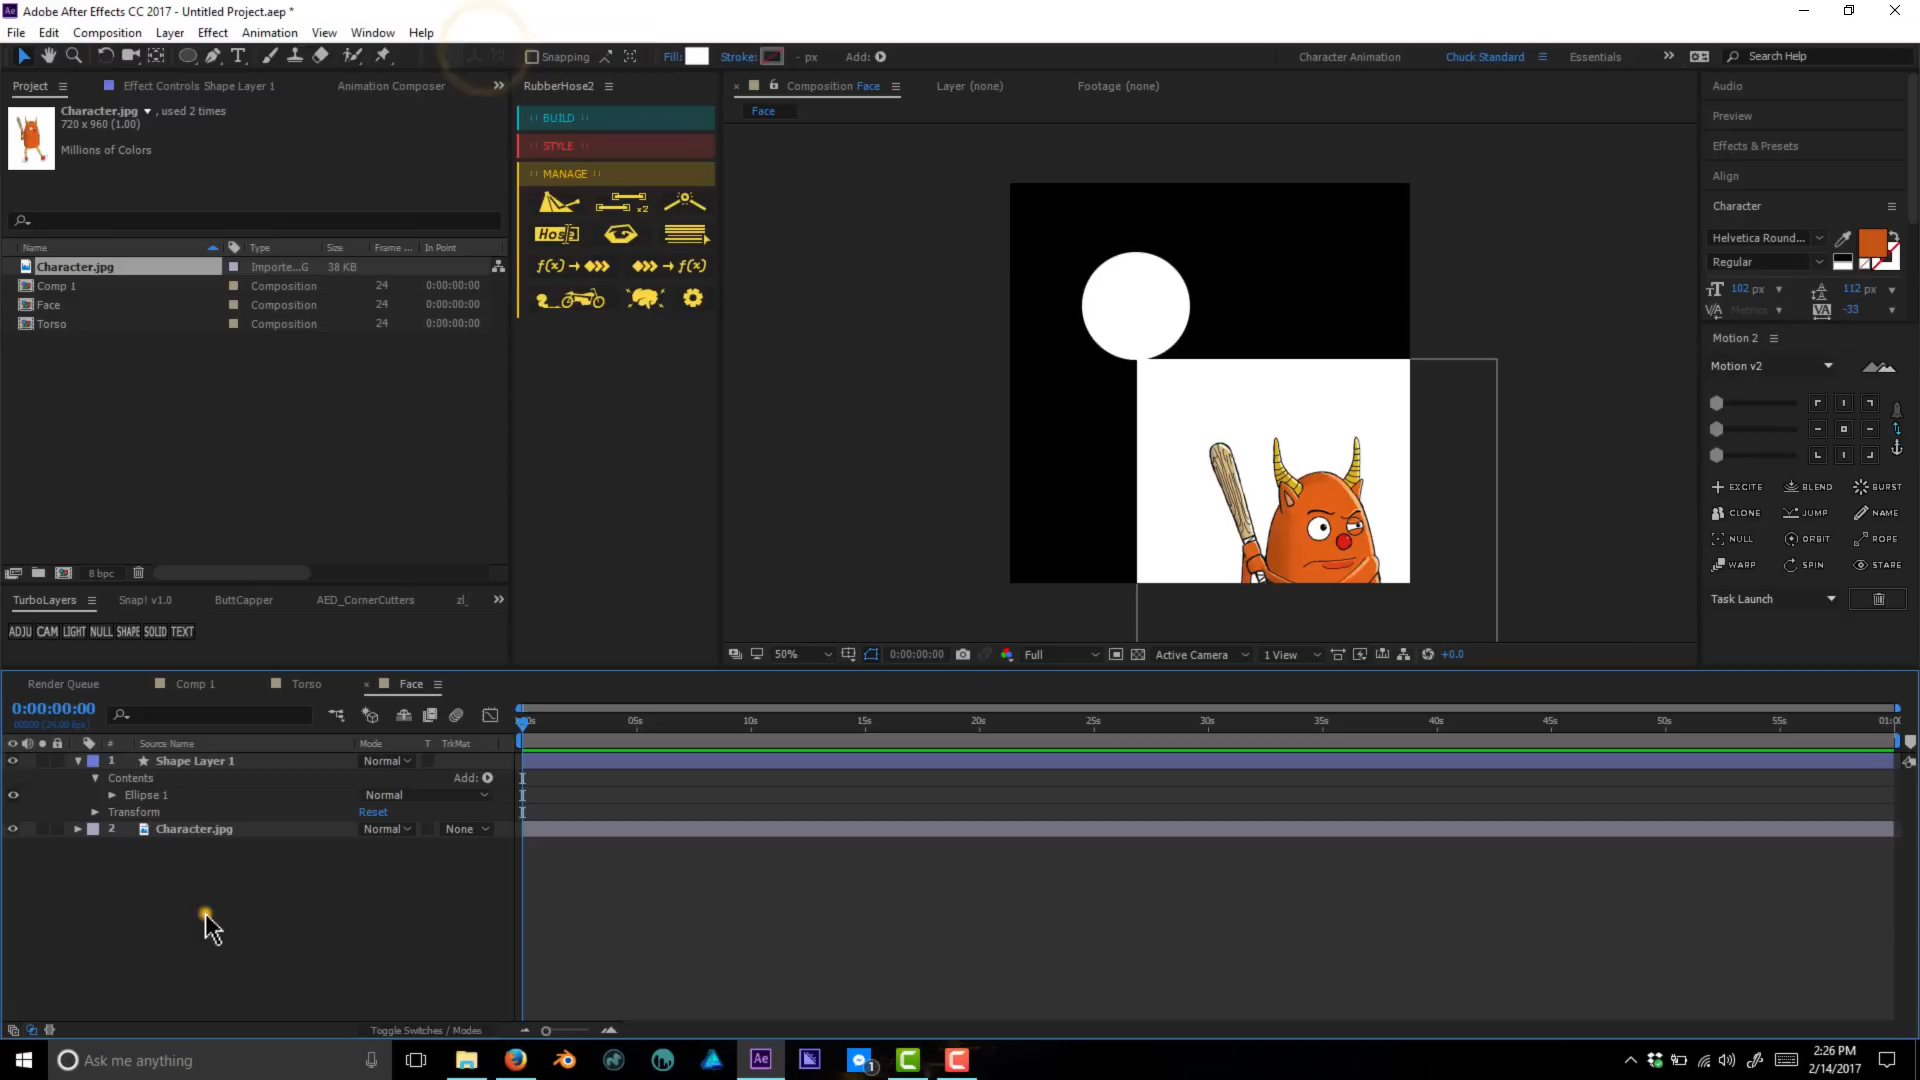 Adobe After Effects CC 2017 - Untitled Project.aep *
File Edit Composition Layer Effect Animation View Window Help
Snapping Fill: Stroke: - px Add: Character Animation Chuck Standard Essentials Search Help
Project Effect Controls Shape Layer 1 Animation Composer RubberHose2 Composition Face Layer (none) Footage (none)
Character.jpg , used 2 times
720 x 960 (1.00)
Millions of Colors
Face
BUILD
STYLE
MANAGE
x2
Hose
f(x) f(x)
Name Type Size Frame ... In Point
Character.jpg Importe...G 38 KB
Comp 1 Composition 24 0:00:00:00
Face Composition 24 0:00:00:00
Torso Composition 24 0:00:00:00
8 bpc
Audio
Preview
Effects & Presets
Align
Character
Helvetica Round...
Regular
102 px 112 px
Metrics -33
Motion 2
Motion v2
EXCITE BLEND BURST
CLONE JUMP NAME
NULL ORBIT ROPE
WARP SPIN STARE
Task Launch
TurboLayers Snap! v1.0 ButtCapper AED_CornerCutters zl_
ADJU CAM LIGHT NULL SHAPE SOLID TEXT
50% 0:00:00:00 Full Active Camera 1 View +0.0
Render Queue Comp 1 Torso Face
0:00:00:00
00000 (24.00 fps)
05s 10s 15s 20s 25s 30s 35s 40s 45s 50s 55s
# Source Name Mode T TrkMat
1 Shape Layer 1 Normal
Contents Add:
Ellipse 1 Normal
Transform Reset
2 Character.jpg Normal None
Toggle Switches / Modes
Ask me anything
Ae
1
2:26 PM
2/14/2017